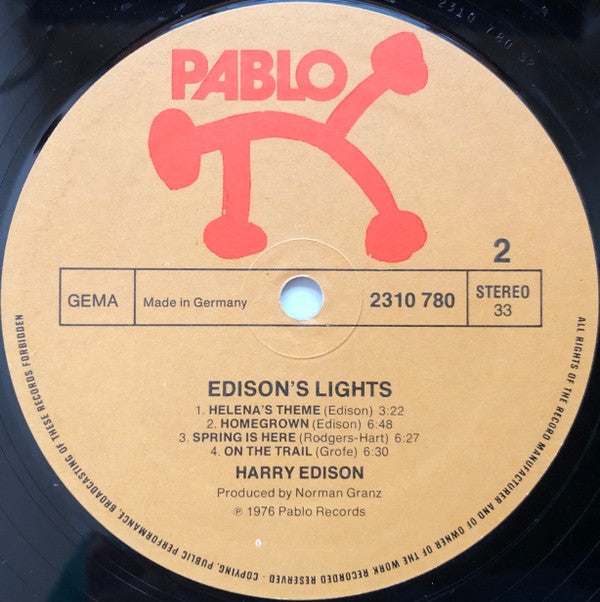 2310 780 S2
PABLO
2
GEMA
Made in Germany
2310 780
STEREO
33
EDISON'S LIGHTS
1. HELENA'S THEME (Edison) 3:22
2. HOMEGROWN (Edison) 6:48
3. SPRING IS HERE (Rodgers-Hart) 6:27
4. ON THE TRAIL (Grofe) 6:30
HARRY EDISON
Produced by Norman Granz
℗ 1976 Pablo Records
ALL RIGHTS OF THE RECORD MANUFACTURER AND OF OWNER OF THE WORK RECORDED RESERVED · COPYING, PUBLIC PERFORMANCE, BROADCASTING OF THESE RECORDS FORBIDDEN